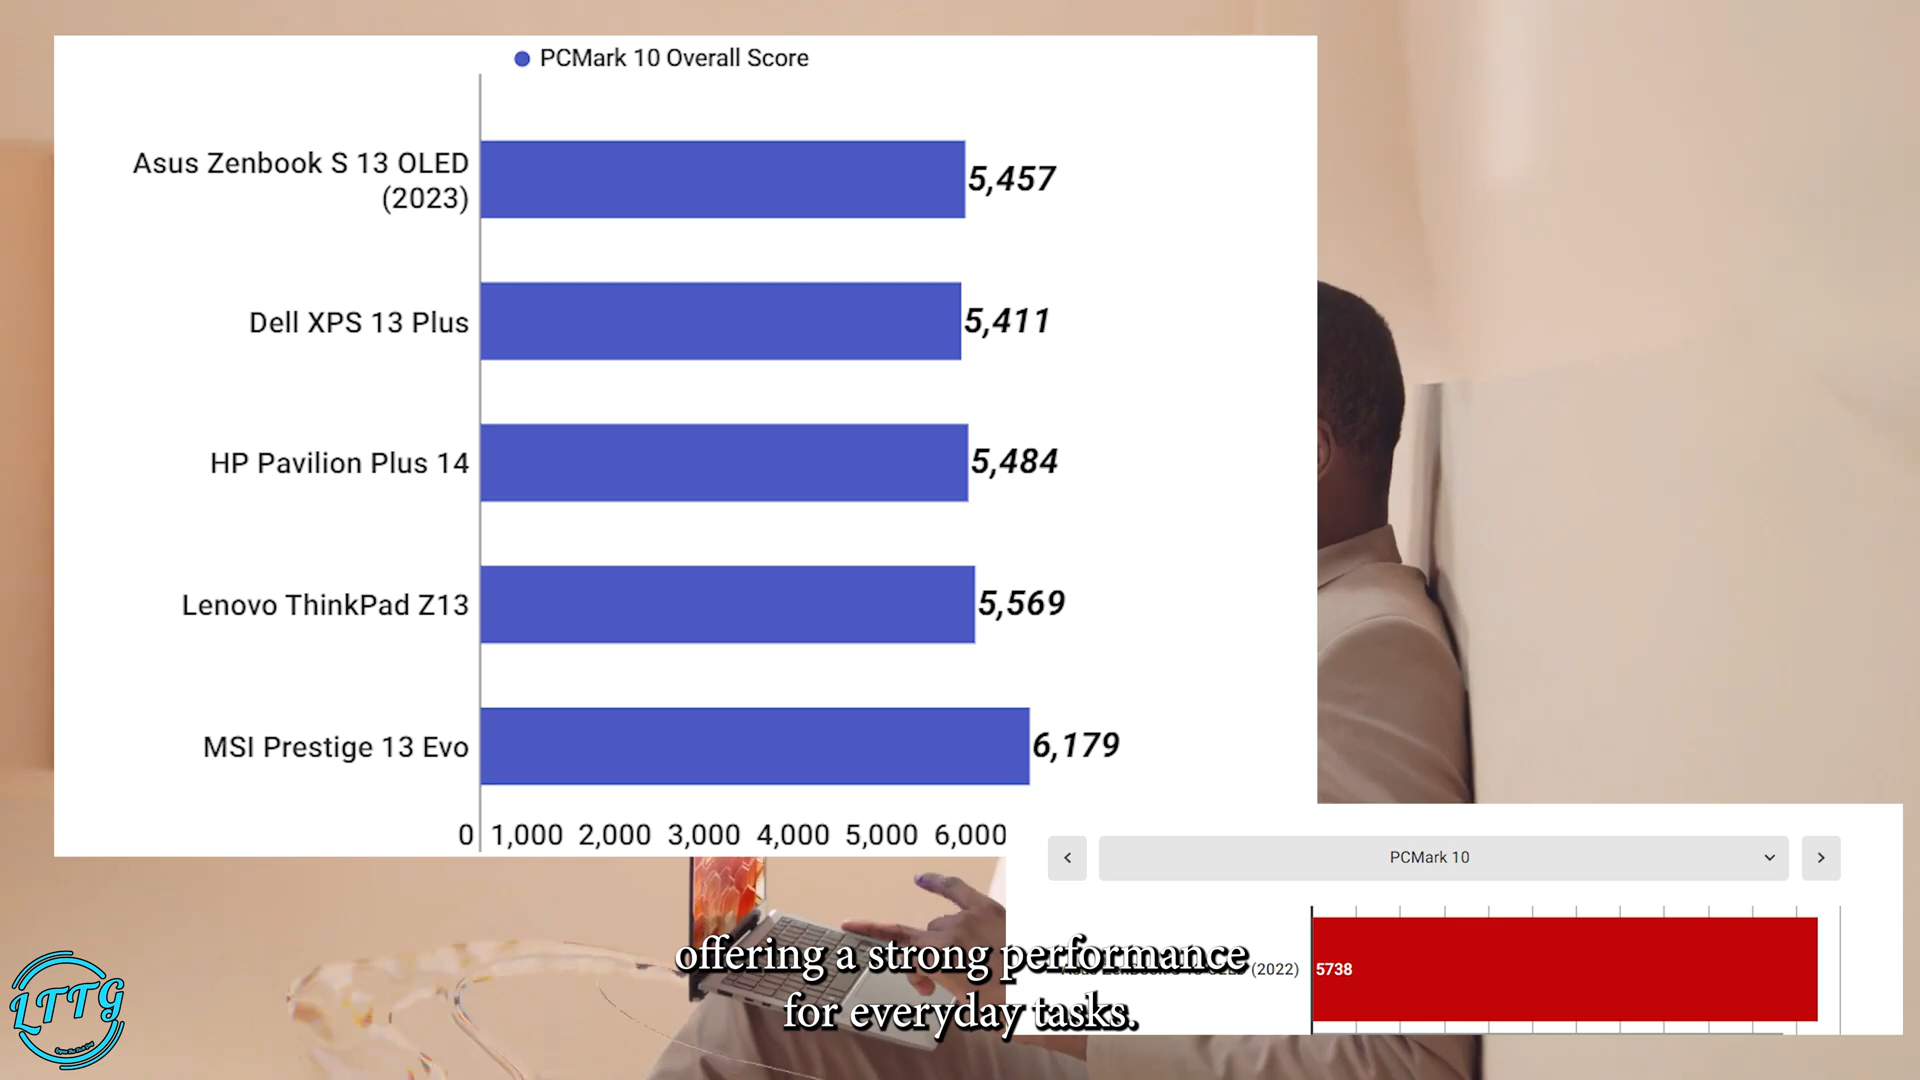 PCMark 10 Overall Score
Asus Zenbook S 13 OLED
(2023)
5,457
Dell XPS 13 Plus
5,411
HP Pavilion Plus 14
5,484
Lenovo ThinkPad Z13
5,569
MSI Prestige 13 Evo
6,179
0 1,000 2,000 3,000 4,000 5,000 6,000
PCMark 10
(2022) 5738
offering a strong performance
for everyday tasks.
LTTG